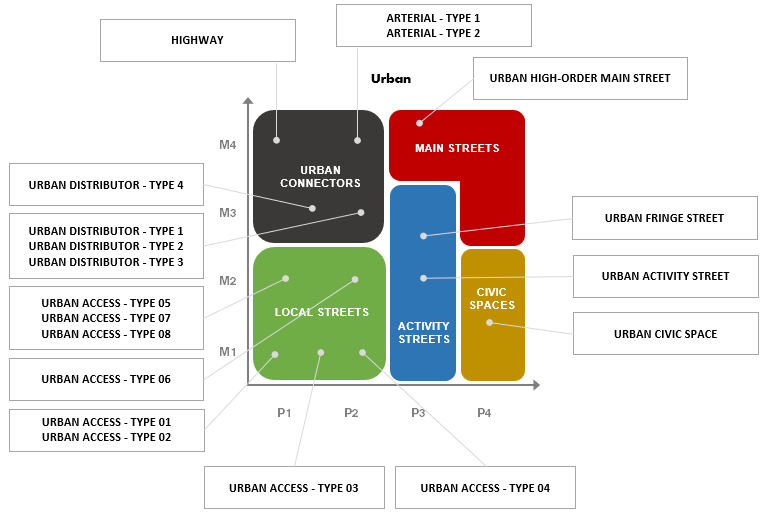 ARTERIAL - TYPE 1
ARTERIAL - TYPE 2
HIGHWAY
Urban
URBAN HIGH-ORDER MAIN STREET
M4
URBAN
CONNECTORS
MAIN STREETS
URBAN DISTRIBUTOR - TYPE 4
M3
URBAN DISTRIBUTOR - TYPE 1
URBAN DISTRIBUTOR - TYPE 2
URBAN DISTRIBUTOR - TYPE 3
URBAN FRINGE STREET
M2
URBAN ACTIVITY STREET
URBAN ACCESS - TYPE 05
URBAN ACCESS - TYPE 07
URBAN ACCESS - TYPE 08
LOCAL STREETS
ACTIVITY
STREETS
CIVIC
SPACES
URBAN CIVIC SPACE
M1
URBAN ACCESS - TYPE 06
URBAN ACCESS - TYPE 01
URBAN ACCESS - TYPE 02
P1
P2
P3
P4
URBAN ACCESS - TYPE 03
URBAN ACCESS - TYPE 04